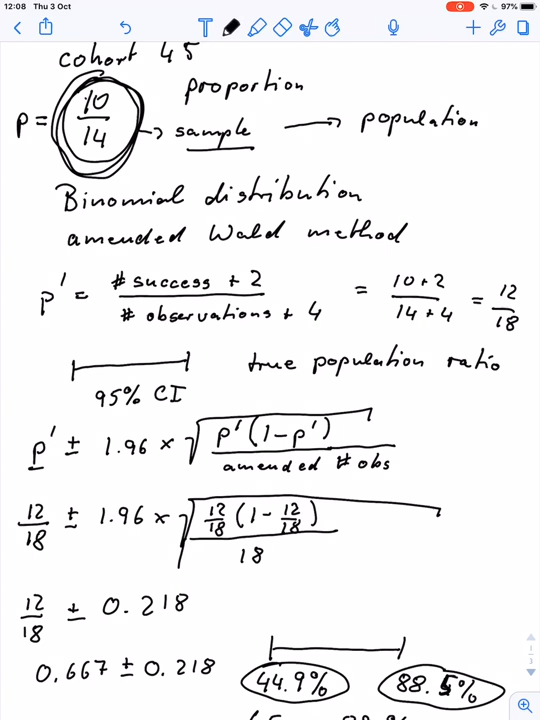 12:08 Thu 3 Oct 97%
cohort 45
p = 10/14 proportion
sample → population
Binomial distribution
amended Wald method
p' = # success + 2 / # observations + 4 = 10+2 / 14+4 = 12/18
true population ratio
95% CI
p' ± 1.96 × √ p'(1-p') / amended # obs
12/18 ± 1.96 × √ 12/18 (1 - 12/18) / 18
12/18 ± 0.218
0.667 ± 0.218 44.9% 88.5%